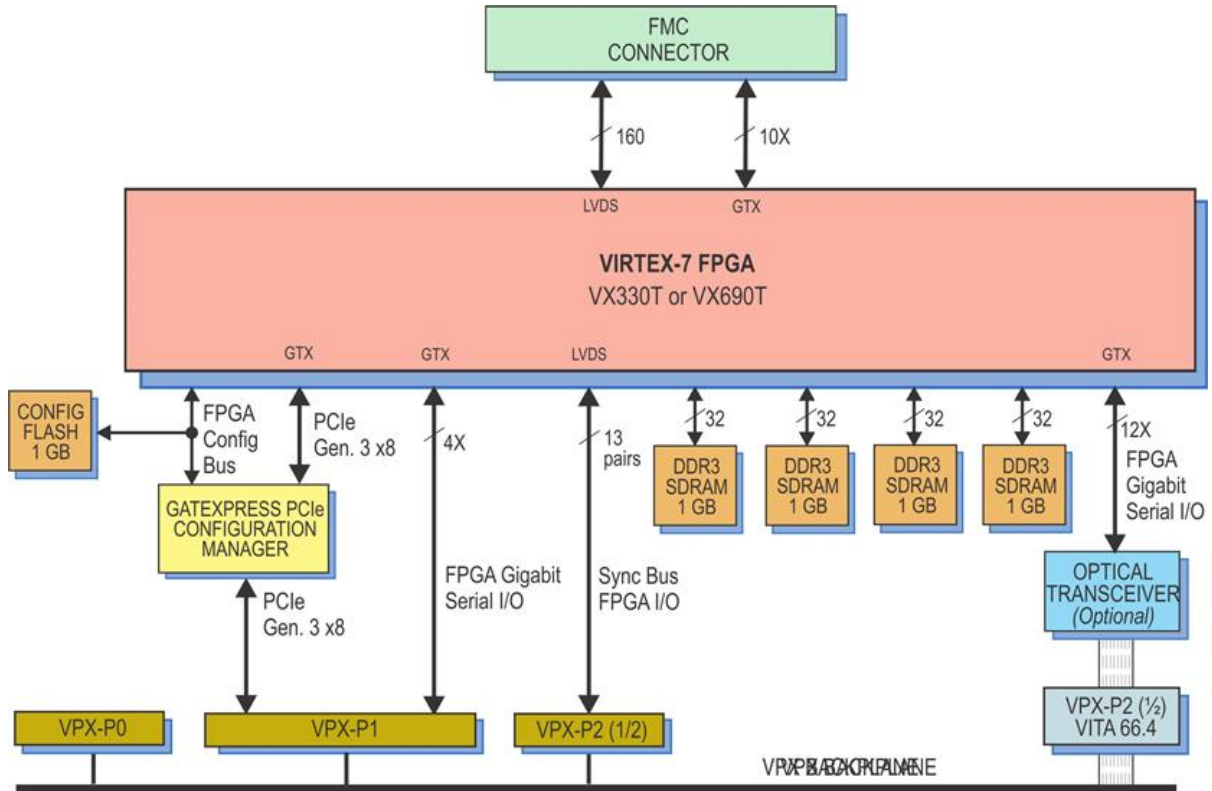 FMC
CONNECTOR
160
10X
LVDS
GTX
VIRTEX-7 FPGA
VX330T or VX690T
GTX
GTX
LVDS
GTX
CONFIG
FLASH
1 GB
FPGA
Config
Bus
PCIe
Gen. 3 x8
4X
13
pairs
32
32
32
32
12X
FPGA
Gigabit
Serial I/O
DDR3
SDRAM
1 GB
DDR3
SDRAM
1 GB
DDR3
SDRAM
1 GB
DDR3
SDRAM
1 GB
GATEXPRESS PCIe
CONFIGURATION
MANAGER
OPTICAL
TRANSCEIVER
(Optional)
PCIe
Gen. 3 x8
FPGA Gigabit
Serial I/O
Sync Bus
FPGA I/O
VPX-P0
VPX-P1
VPX-P2 (1/2)
VPX-P2 (½)
VITA 66.4
VPX BACKPLANE